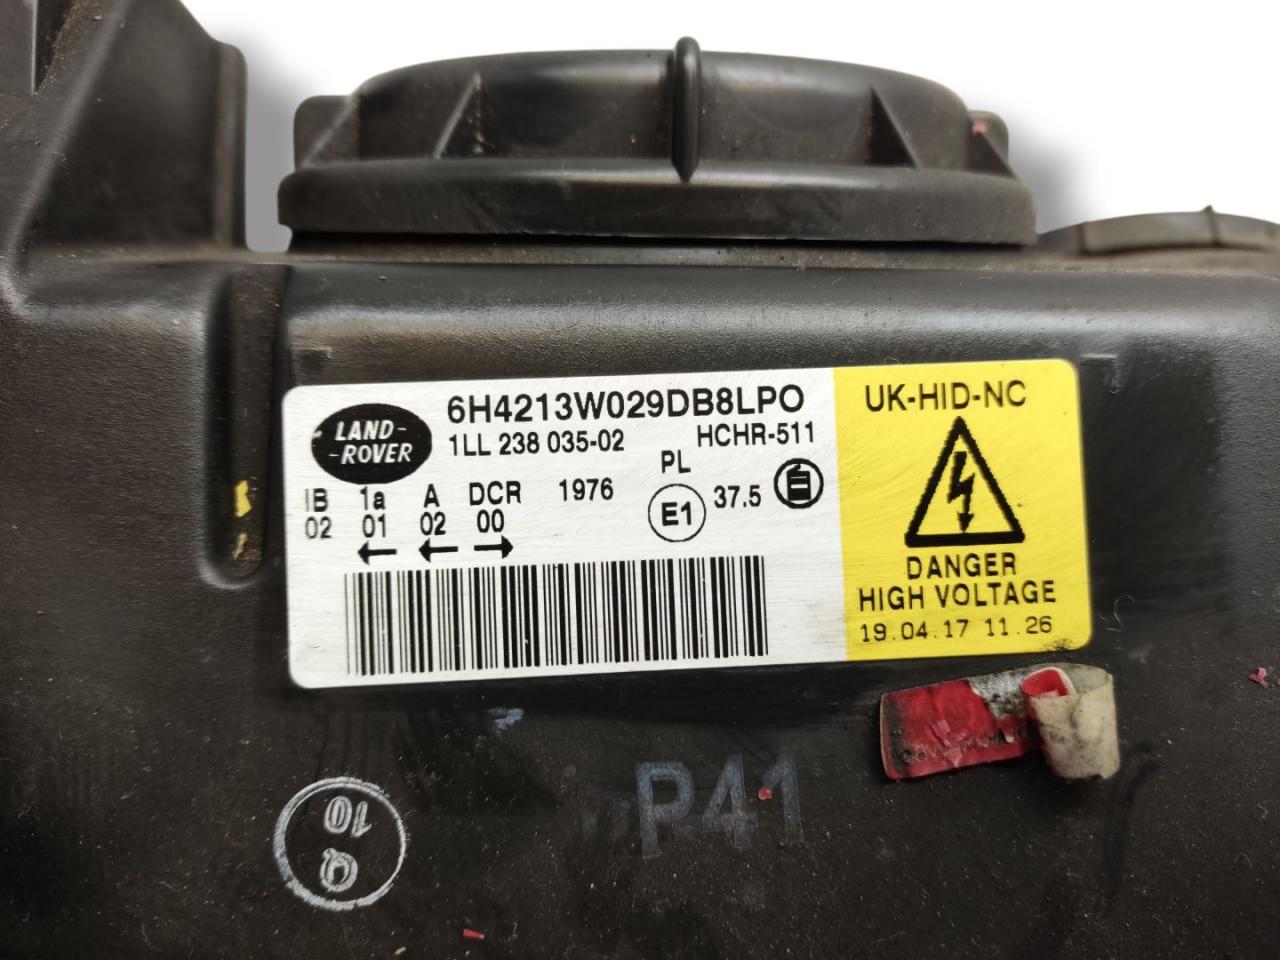 LAND-
-ROVER
6H4213W029DB8LPO
1LL 238 035-02
HCHR-511
IB 1a A DCR 1976
02 01 02 00
PL
E1
37.5
UK-HID-NC
DANGER
HIGH VOLTAGE
19.04.17 11.26
P41
10
Q